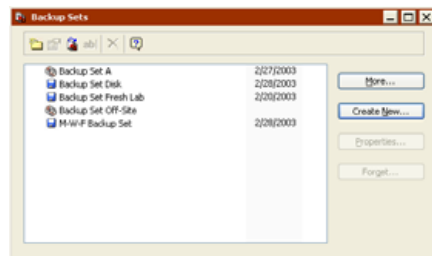 Backup Sets
abl
Backup Set A 2/27/2003
Backup Set Disk 2/28/2003
Backup Set Fresh Lab 2/20/2003
Backup Set Off-Site
M-W-F Backup Set 2/28/2003
More...
Create New...
Properties...
Forget...